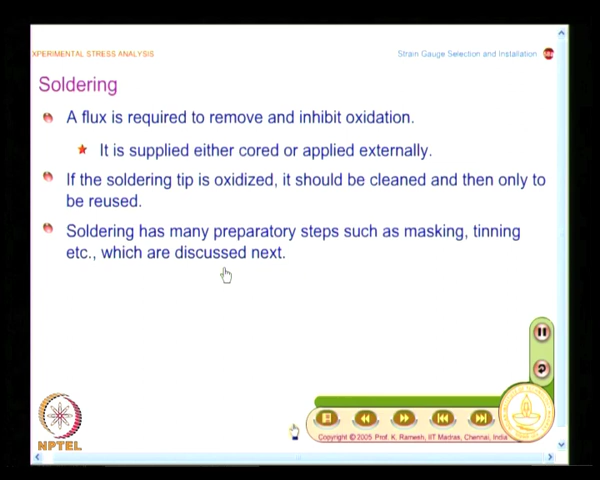 XPERIMENTAL STRESS ANALYSIS
Strain Gauge Selection and Installation
Soldering
A flux is required to remove and inhibit oxidation.
It is supplied either cored or applied externally.
If the soldering tip is oxidized, it should be cleaned and then only to
be reused.
Soldering has many preparatory steps such as masking, tinning
etc., which are discussed next.
NPTEL
Copyright © 2005 Prof. K. Ramesh, IIT Madras, Chennai, India